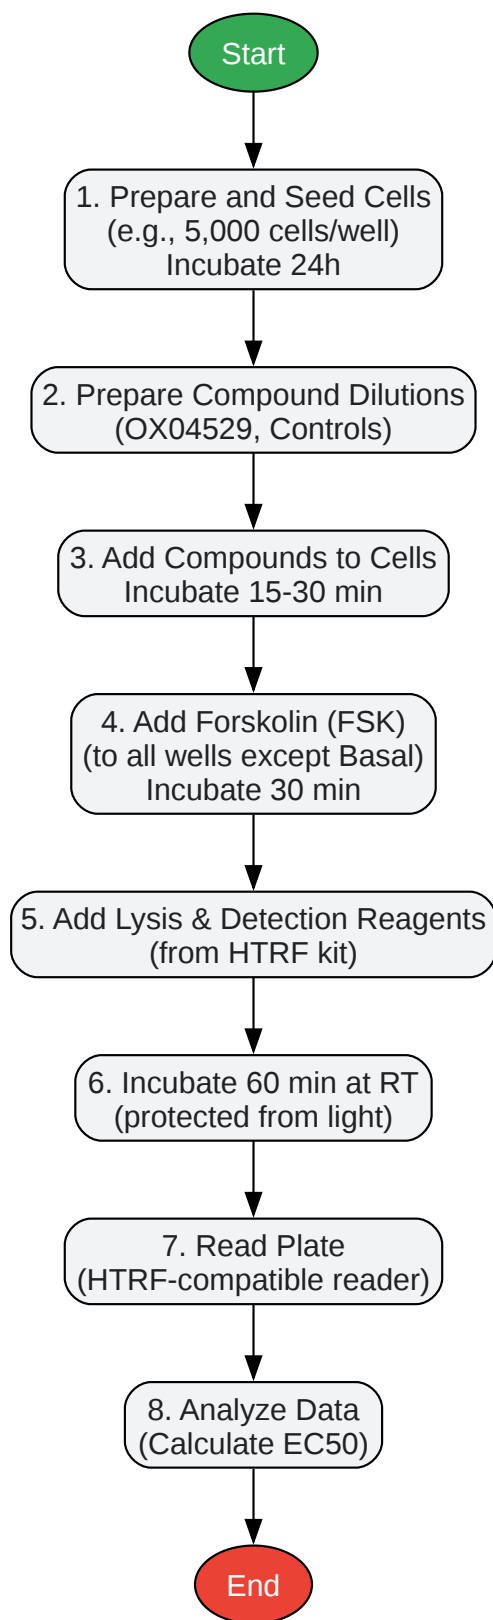 Start
1. Prepare and Seed Cells
(e.g., 5,000 cells/well)
Incubate 24h
2. Prepare Compound Dilutions
(OX04529, Controls)
3. Add Compounds to Cells
Incubate 15-30 min
4. Add Forskolin (FSK)
(to all wells except Basal)
Incubate 30 min
5. Add Lysis & Detection Reagents
(from HTRF kit)
6. Incubate 60 min at RT
(protected from light)
7. Read Plate
(HTRF-compatible reader)
8. Analyze Data
(Calculate EC50)
End